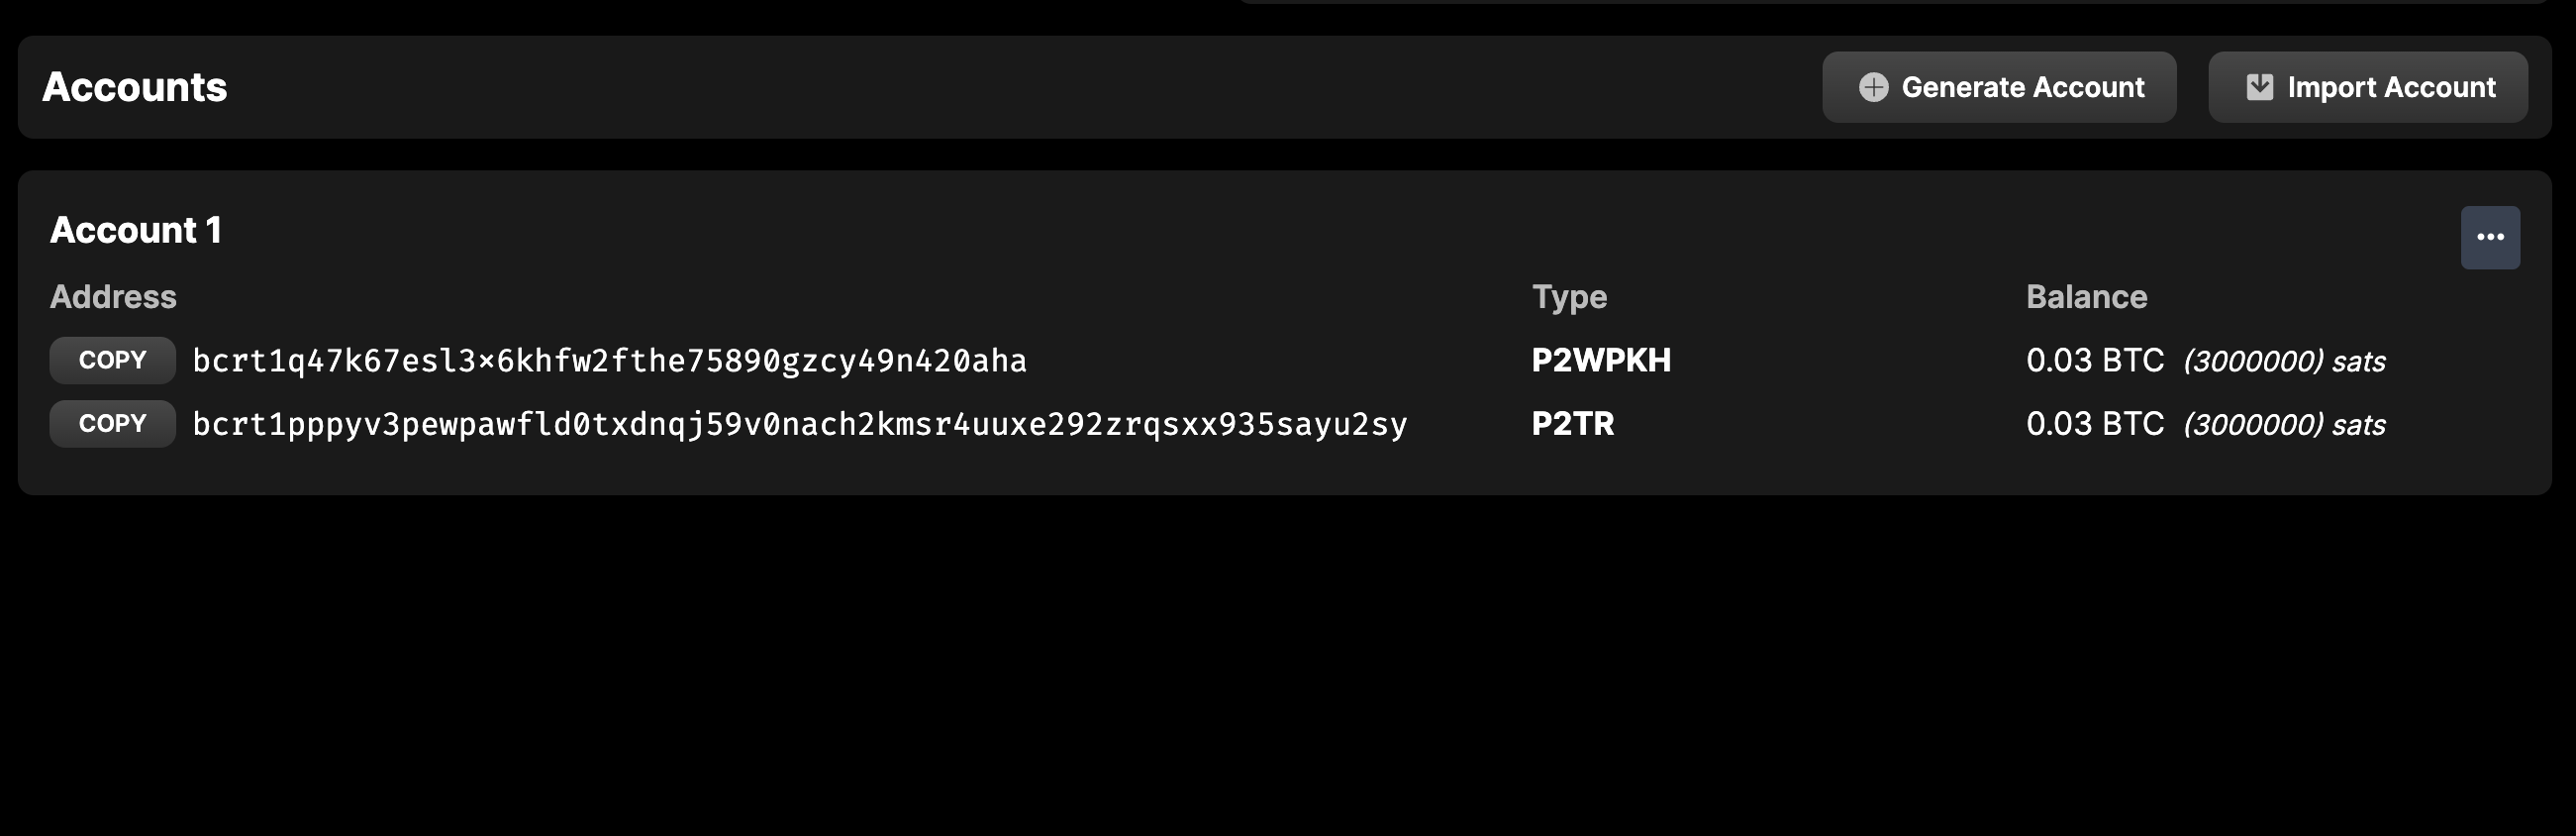 Accounts
Generate Account
Import Account
Account 1
...
Address Type Balance
COPY bcrt1q47k67esl3x6khfw2fthe75890gzcy49n420aha P2WPKH 0.03 BTC (3000000) sats
COPY bcrt1pppyv3pewpawfld0txdnqj59v0nach2kmsr4uuxe292zrqsxx935sayu2sy P2TR 0.03 BTC (3000000) sats